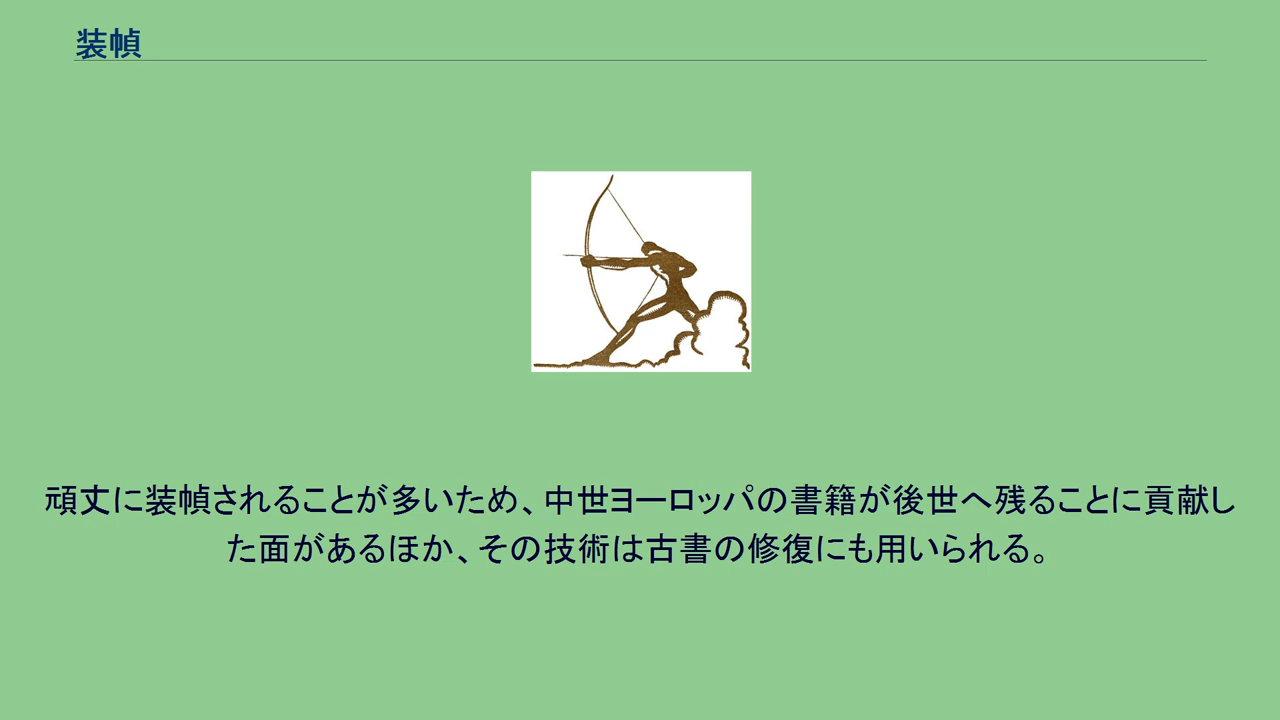 装幀
頑丈に装幀されることが多いため、中世ヨーロッパの書籍が後世へ残ることに貢献し
た面があるほか、その技術は古書の修復にも用いられる。